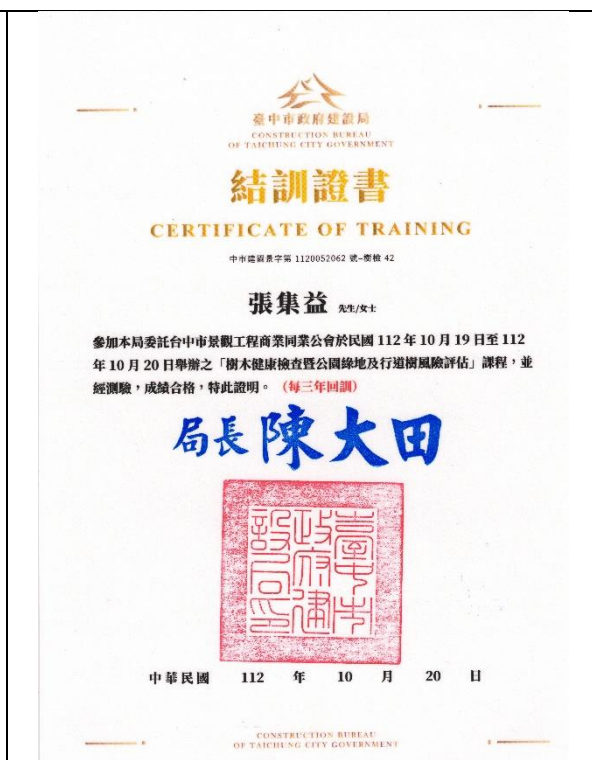 臺中市政府建設局
CONSTRUCTION BUREAU
OF TAICHUNG CITY GOVERNMENT
結訓證書
CERTIFICATE OF TRAINING
中市建園景字第 1120052062 號-樹檢 42
張集益 先生/女士
參加本局委託台中市景觀工程商業同業公會於民國 112 年 10 月 19 日至 112
年 10 月 20 日舉辦之「樹木健康檢查暨公園綠地及行道樹風險評估」課程，並
經測驗，成績合格，特此證明。（每三年回訓）
局長 陳大田
臺中市
政府建
設局印
中華民國 112 年 10 月 20 日
CONSTRUCTION BUREAU
OF TAICHUNG CITY GOVERNMENT